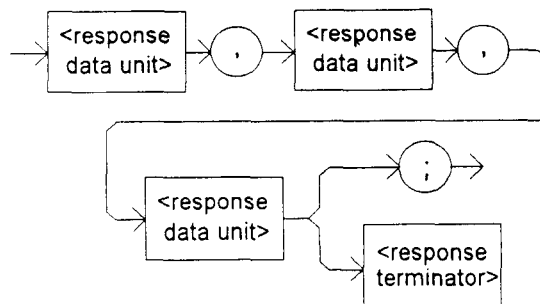 <response
data unit>
,
<response
data unit>
,
<response
data unit>
;
<response
terminator>